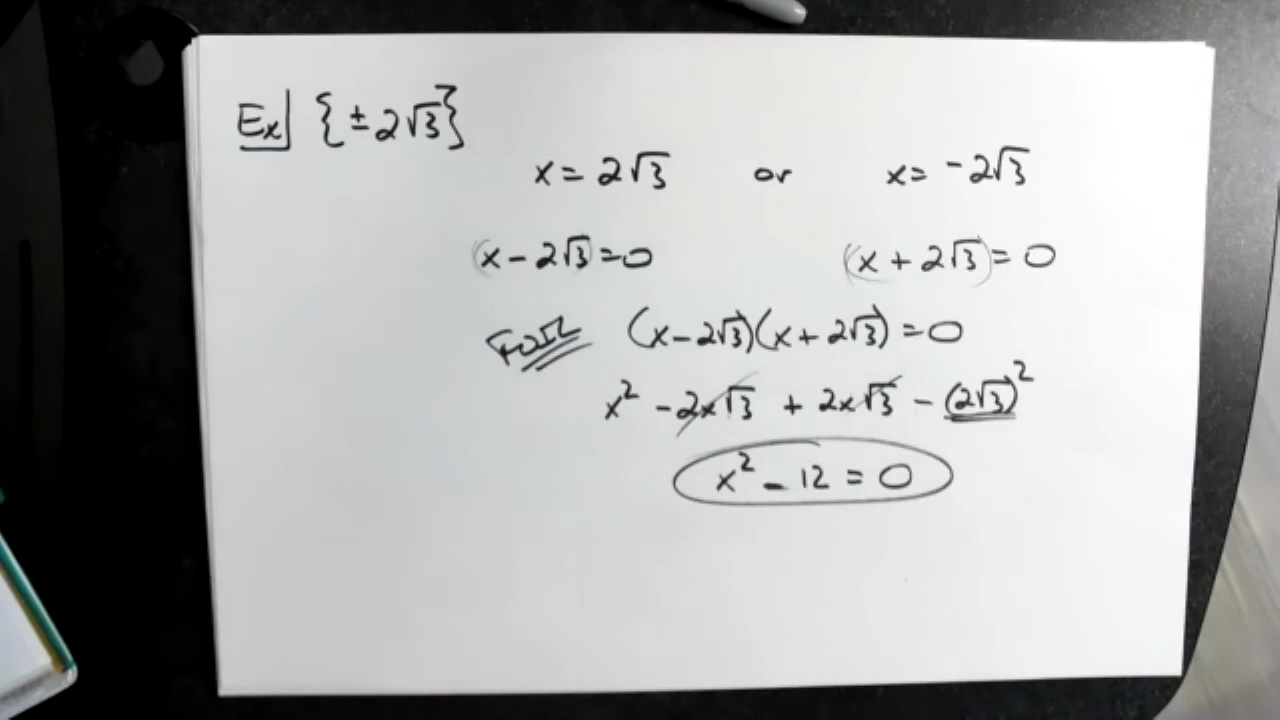 Ex {±2√3}
x = 2√3 or x = -2√3
(x - 2√3) = 0 (x + 2√3) = 0
FOIL (x - 2√3)(x + 2√3) = 0
x² - 2x√3 + 2x√3 - (2√3)²
x² - 12 = 0